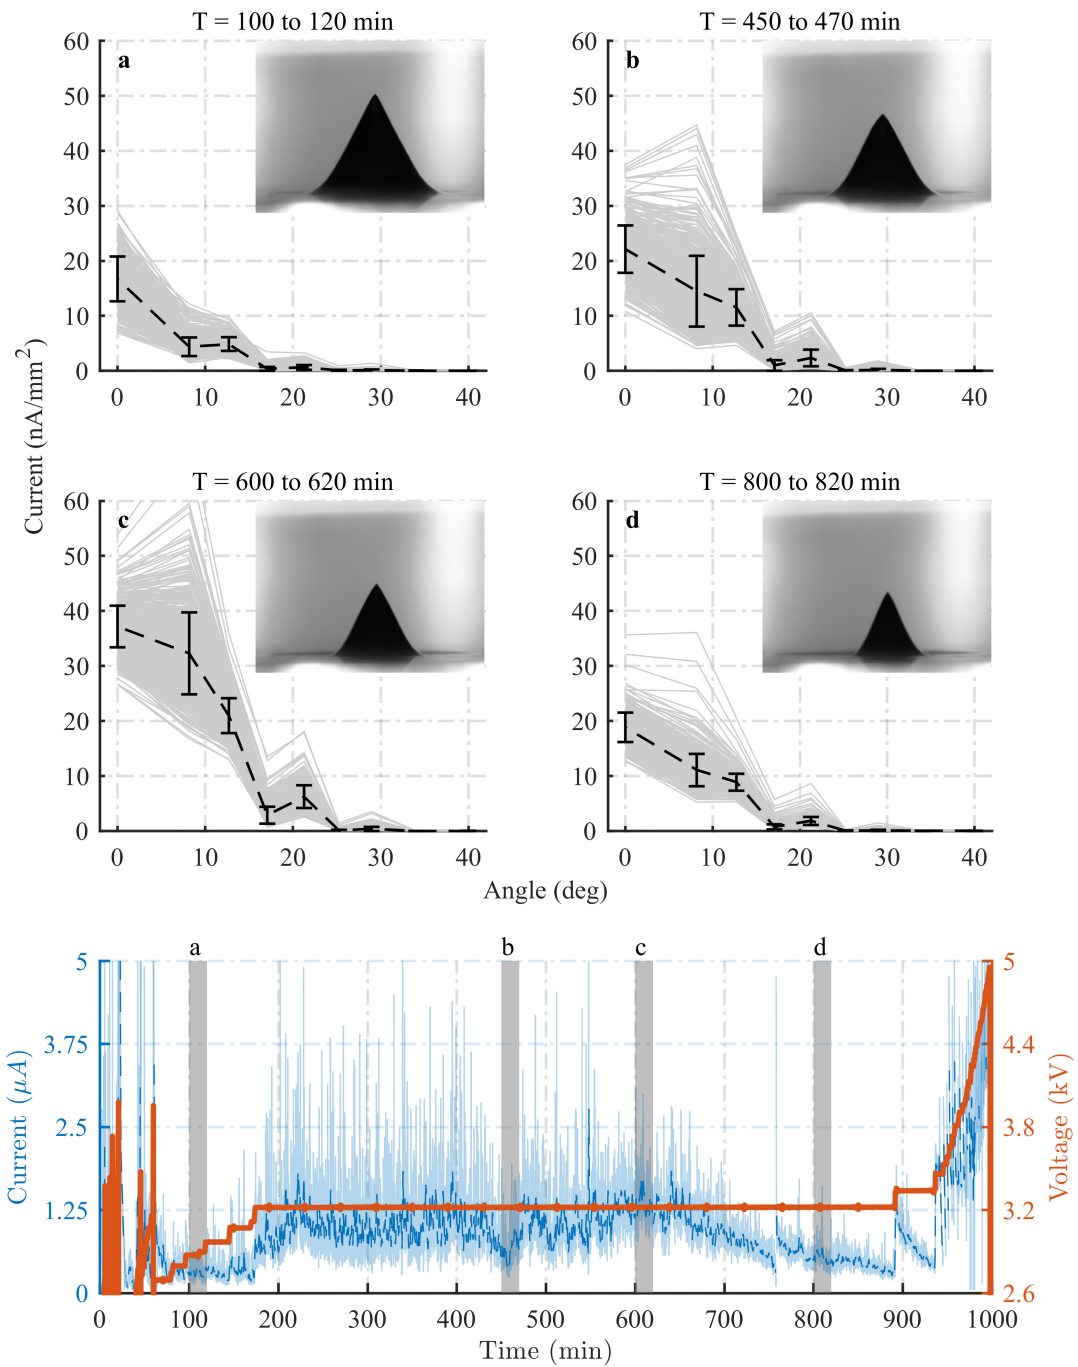 T = 100 to 120 min
T = 450 to 470 min
a
b
60
50
40
30
20
10
0
0 10 20 30 40
60
50
40
30
20
10
0
0 10 20 30 40
Current (nA/mm²)
T = 600 to 620 min
T = 800 to 820 min
c
d
60
50
40
30
20
10
0
0 10 20 30 40
60
50
40
30
20
10
0
0 10 20 30 40
Angle (deg)
a b c d
5
3.75
2.5
1.25
0
Current (μA)
5
4.4
3.8
3.2
2.6
Voltage (kV)
0 100 200 300 400 500 600 700 800 900 1000
Time (min)